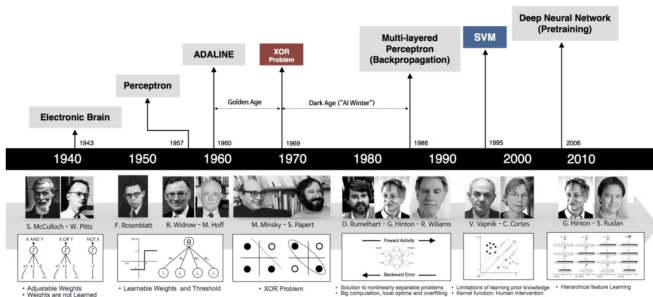 Deep Neural Network
(Pretraining)
Multi-layered
Perceptron
(Backpropagation)
SVM
ADALINE
XOR
Problem
Perceptron
Golden Age
Dark Age ("AI Winter")
Electronic Brain
1943
1957
1960
1969
1986
1995
2006
1940
1950
1960
1970
1980
1990
2000
2010
S. McCulloch – W. Pitts
F. Rosenblatt
B. Widrow – M. Hoff
M. Minsky – S. Papert
D. Rumelhart – G. Hinton – R. Wiliams
V. Vapnik – C. Cortes
G. Hinton – S. Ruslan
X AND Y
X OR Y
NOT X
Forward Activity
Backward Error
• Adjustable Weights
• Weights are not Learned
• Learnable Weights and Threshold
• XOR Problem
• Solution to nonlinearly separable problems
• Big computation, local optima and overfitting
• Limitations of learning prior knowledge
• Kernel function: Human Intervention
• Hierarchical feature Learning